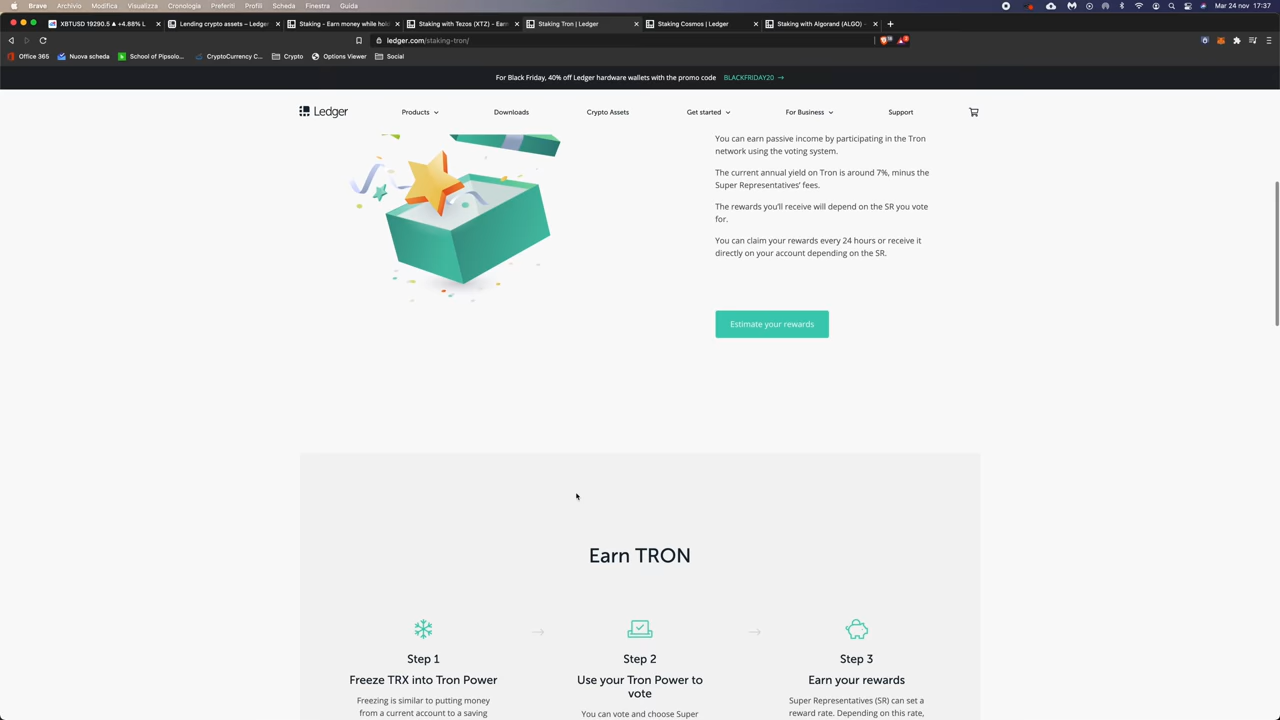 Brave Archivio Modifica Visualizza Cronologia Preferiti Profili Scheda Finestra Guida Mar 24 nov 17:37
XBTUSD 19290.5 ▲ +4.88% L Lending crypto assets – Ledger Staking - Earn money while hol Staking with Tezos (XTZ) - Earn Staking Tron | Ledger Staking Cosmos | Ledger Staking with Algorand (ALGO) -
ledger.com/staking-tron/
Office 365 Nuova scheda School of Pipsolo... CryptoCurrency C... Crypto Options Viewer Social
For Black Friday, 40% off Ledger hardware wallets with the promo code BLACKFRIDAY20 →
Ledger Products Downloads Crypto Assets Get started For Business Support
You can earn passive income by participating in the Tron
network using the voting system.
The current annual yield on Tron is around 7%, minus the
Super Representatives' fees.
The rewards you'll receive will depend on the SR you vote
for.
You can claim your rewards every 24 hours or receive it
directly on your account depending on the SR.
Estimate your rewards
Earn TRON
Step 1
Freeze TRX into Tron Power
Freezing is similar to putting money
from a current account to a saving
Step 2
Use your Tron Power to
vote
You can vote and choose Super
Step 3
Earn your rewards
Super Representatives (SR) can set a
reward rate. Depending on this rate,